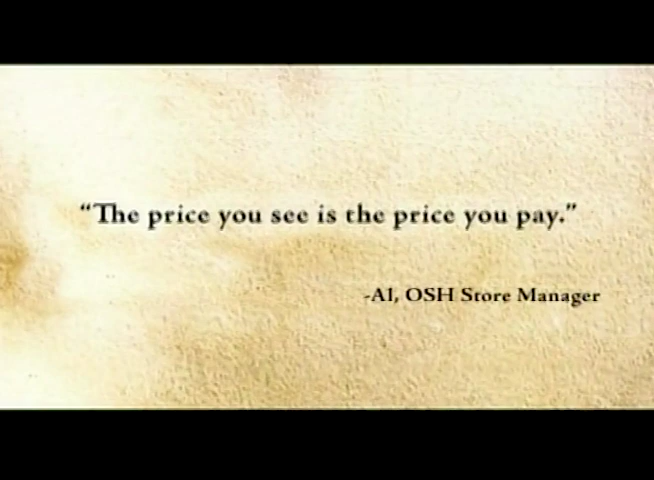 “The price you see is the price you pay.”
-Al, OSH Store Manager